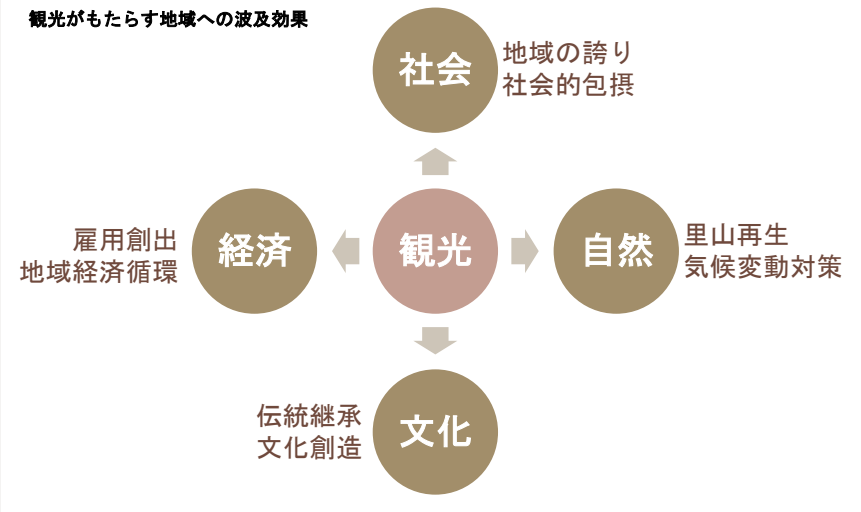 観光がもたらす地域への波及効果
社会
地域の誇り
社会的包摂
雇用創出
地域経済循環
経済
観光
自然
里山再生
気候変動対策
伝統継承
文化創造
文化